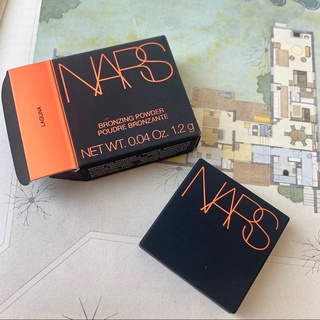 LAGUNA
NARS
BRONZING POWDER
POUDRE BRONZANTE
NET WT. 0.04 Oz. 1.2 g
NARS